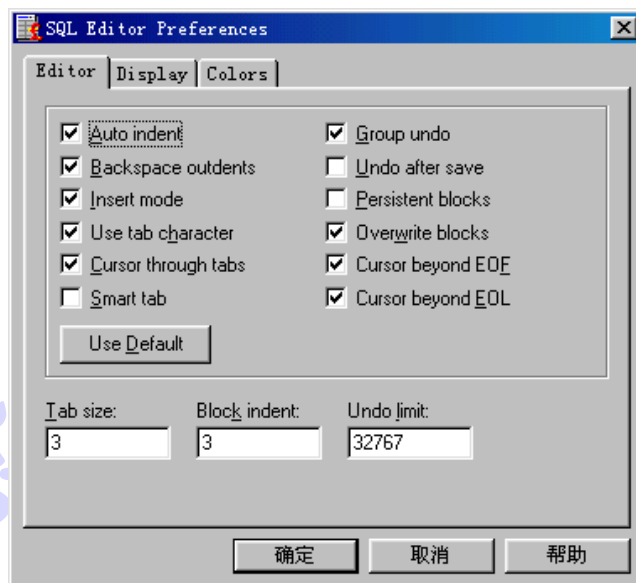 SQL Editor Preferences
Editor Display Colors
Auto indent
Backspace outdents
Insert mode
Use tab character
Cursor through tabs
Smart tab
Group undo
Undo after save
Persistent blocks
Overwrite blocks
Cursor beyond EOF
Cursor beyond EOL
Use Default
Tab size: Block indent: Undo limit:
3 3 32767
确定 取消 帮助